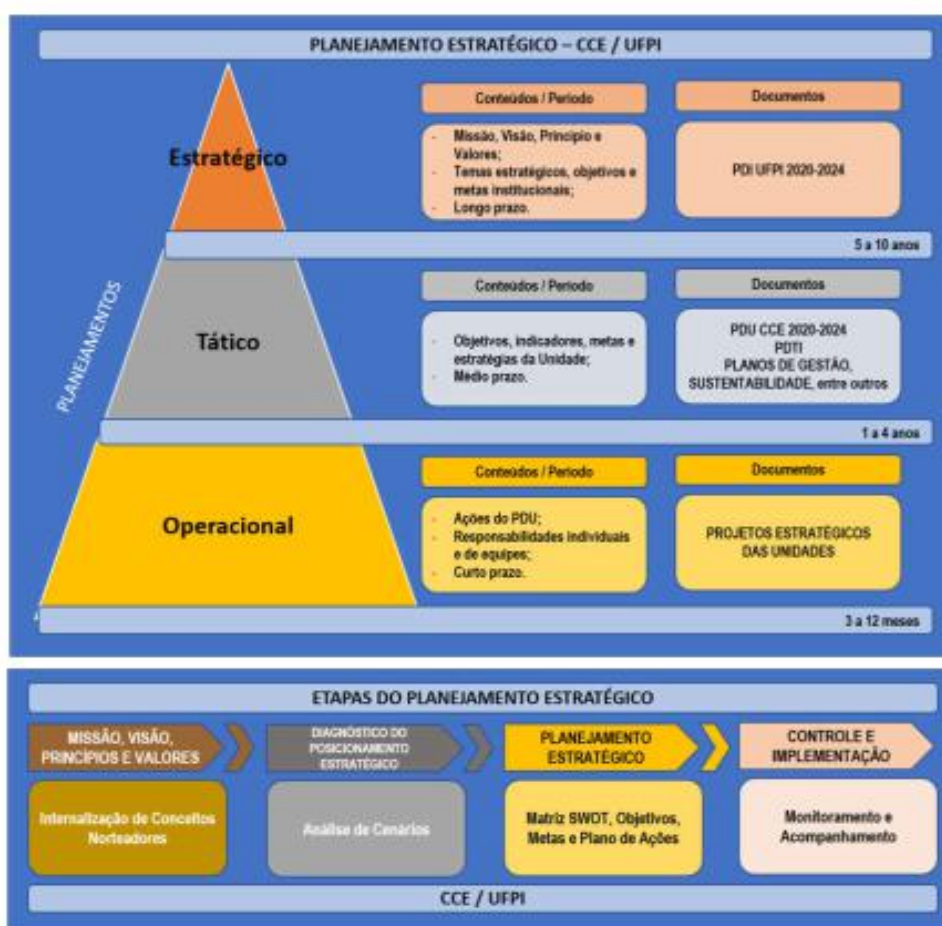 PLANEJAMENTO ESTRATÉGICO – CCE / UFPI
PLANEJAMENTOS
Estratégico
Conteúdos / Periodo
- Missão, Visão, Principio e
Valores;
- Temas estratégicos, objetivos e
metas institucionais;
- Longo prazo.
Documentos
PDI UFPI 2020-2024
5 a 10 anos
Tático
Conteúdos / Periodo
- Objetivos, indicadores, metas e
estratégias da Unidade;
- Médio prazo.
Documentos
PDU CCE 2020-2024
PDTI
PLANOS DE GESTÃO,
SUSTENTABILIDADE, entre outros
1 a 4 anos
Operacional
Conteúdos / Periodo
- Ações do PDU;
- Responsabilidades individuais
e de equipes;
- Curto prazo.
Documentos
PROJETOS ESTRATÉGICOS
DAS UNIDADES
3 a 12 meses
ETAPAS DO PLANEJAMENTO ESTRATÉGICO
MISSÃO, VISÃO,
PRINCÍPIOS E VALORES
Internalização de Conceitos
Norteadores
DIAGNÓSTICO DO
POSICIONAMENTO
ESTRATÉGICO
Análise de Cenários
PLANEJAMENTO
ESTRATÉGICO
Matriz SWOT, Objetivos,
Metas e Plano de Ações
CONTROLE E
IMPLEMENTAÇÃO
Monitoramento e
Acompanhamento
CCE / UFPI